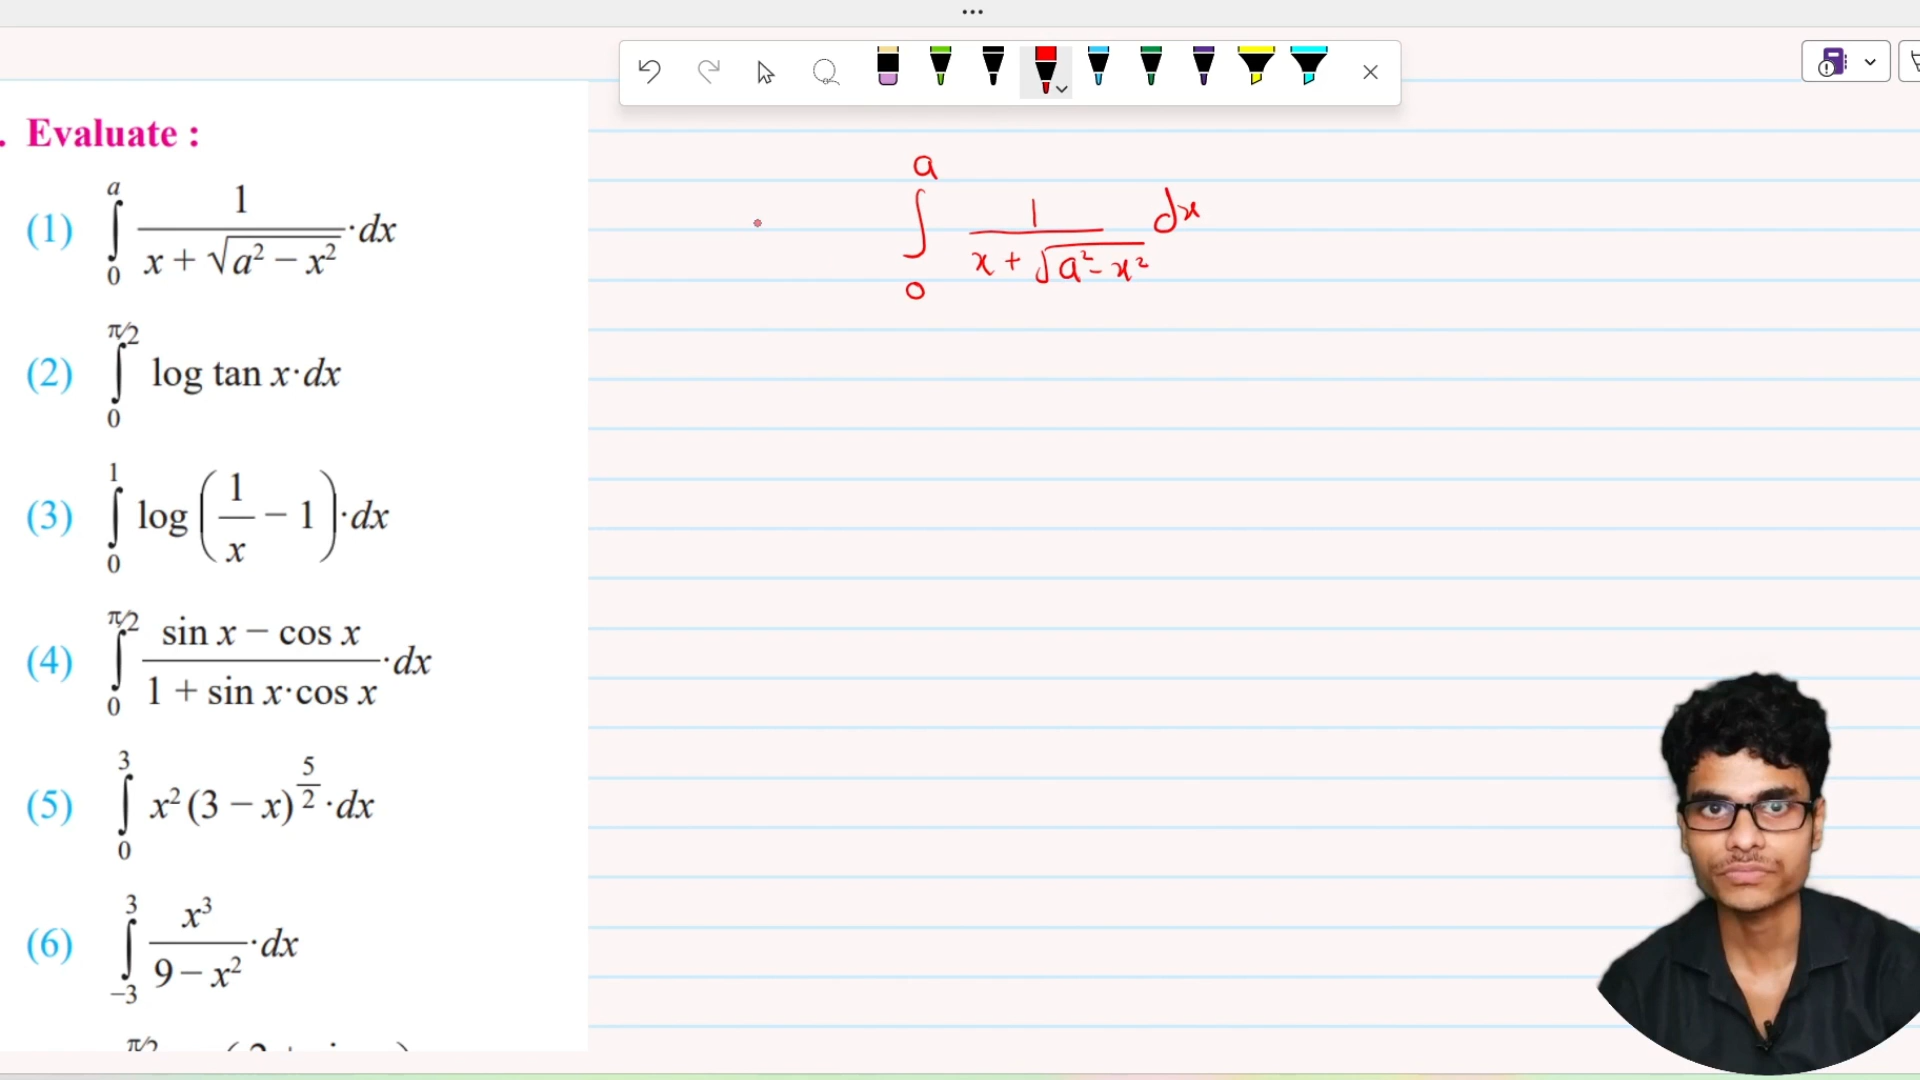 . Evaluate :
(1) ∫₀ᵃ 1/(x + √(a² − x²)) · dx
(2) ∫₀^(π/2) log tan x · dx
(3) ∫₀¹ log (1/x − 1) · dx
(4) ∫₀^(π/2) (sin x − cos x)/(1 + sin x · cos x) · dx
(5) ∫₀³ x² (3 − x)^(5/2) · dx
(6) ∫₋₃³ x³/(9 − x²) · dx
π/2
∫₀ᵃ 1/(x + √(a² − x²)) dx